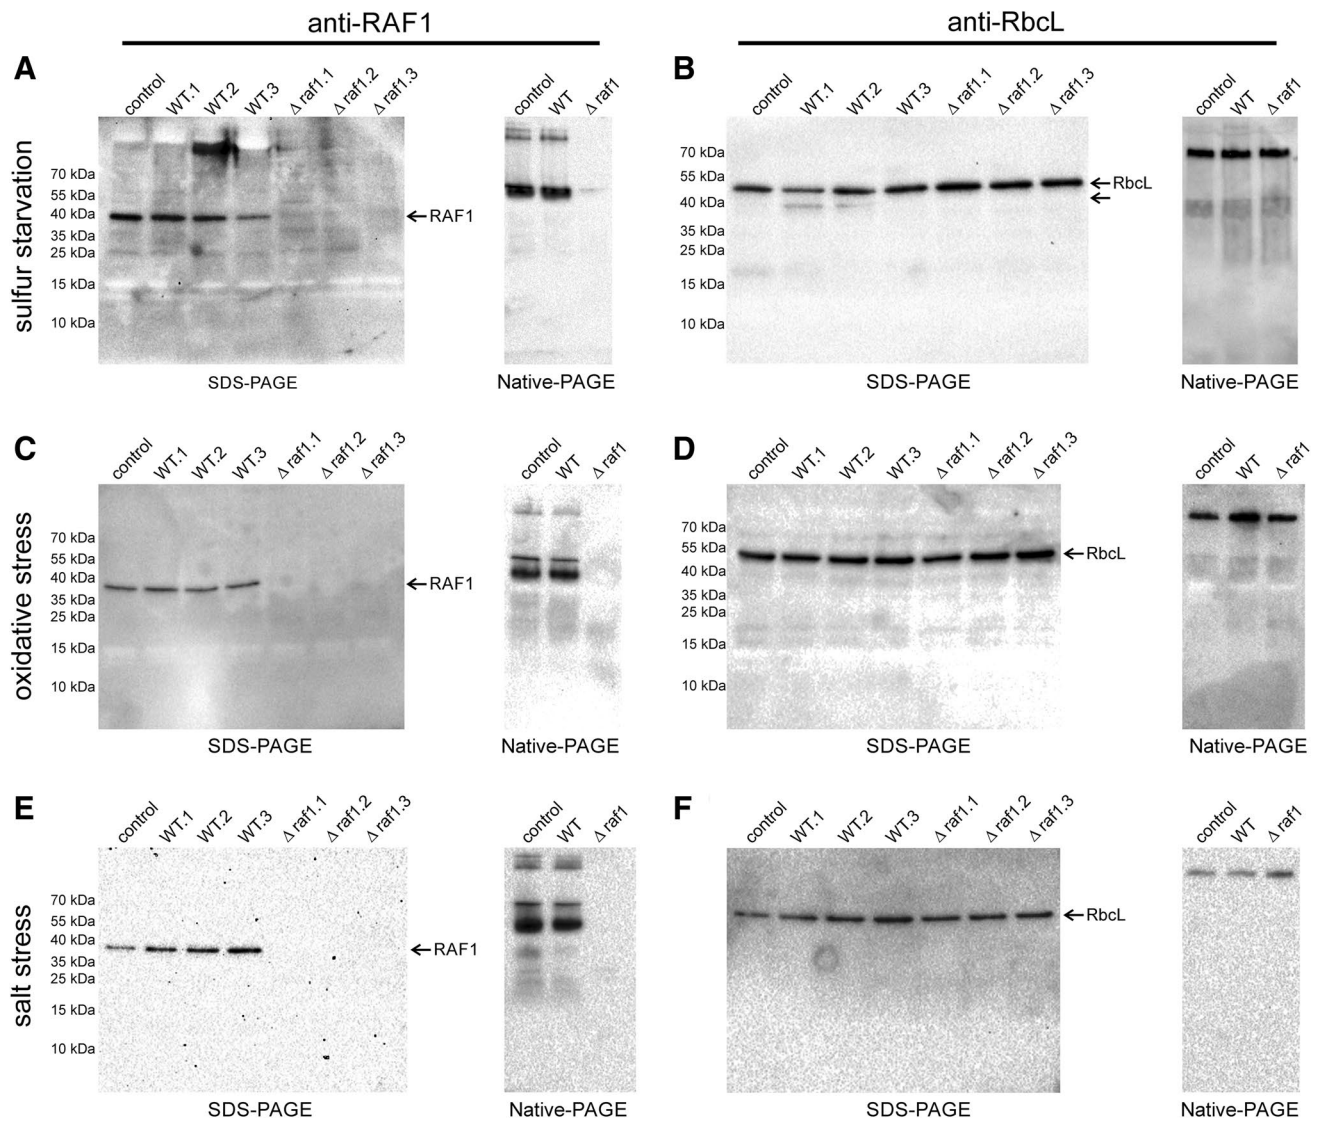 anti-RAF1
anti-RbcL
A
control WT.1 WT.2 WT.3 Δ raf1.1 Δ raf1.2 Δ raf1.3
control WT Δ raf1
sulfur starvation
70 kDa
55 kDa
40 kDa
35 kDa
25 kDa
15 kDa
10 kDa
←RAF1
SDS-PAGE
Native-PAGE
B
control WT.1 WT.2 WT.3 Δ raf1.1 Δ raf1.2 Δ raf1.3
control WT Δ raf1
70 kDa
55 kDa
40 kDa
35 kDa
25 kDa
15 kDa
10 kDa
←RbcL
←
SDS-PAGE
Native-PAGE
C
control WT.1 WT.2 WT.3 Δ raf1.1 Δ raf1.2 Δ raf1.3
control WT Δ raf1
oxidative stress
70 kDa
55 kDa
40 kDa
35 kDa
25 kDa
15 kDa
10 kDa
←RAF1
SDS-PAGE
Native-PAGE
D
control WT.1 WT.2 WT.3 Δ raf1.1 Δ raf1.2 Δ raf1.3
control WT Δ raf1
70 kDa
55 kDa
40 kDa
35 kDa
25 kDa
15 kDa
10 kDa
←RbcL
SDS-PAGE
Native-PAGE
E
control WT.1 WT.2 WT.3 Δ raf1.1 Δ raf1.2 Δ raf1.3
control WT Δ raf1
salt stress
70 kDa
55 kDa
40 kDa
35 kDa
25 kDa
15 kDa
10 kDa
←RAF1
SDS-PAGE
Native-PAGE
F
control WT.1 WT.2 WT.3 Δ raf1.1 Δ raf1.2 Δ raf1.3
control WT Δ raf1
←RbcL
SDS-PAGE
Native-PAGE